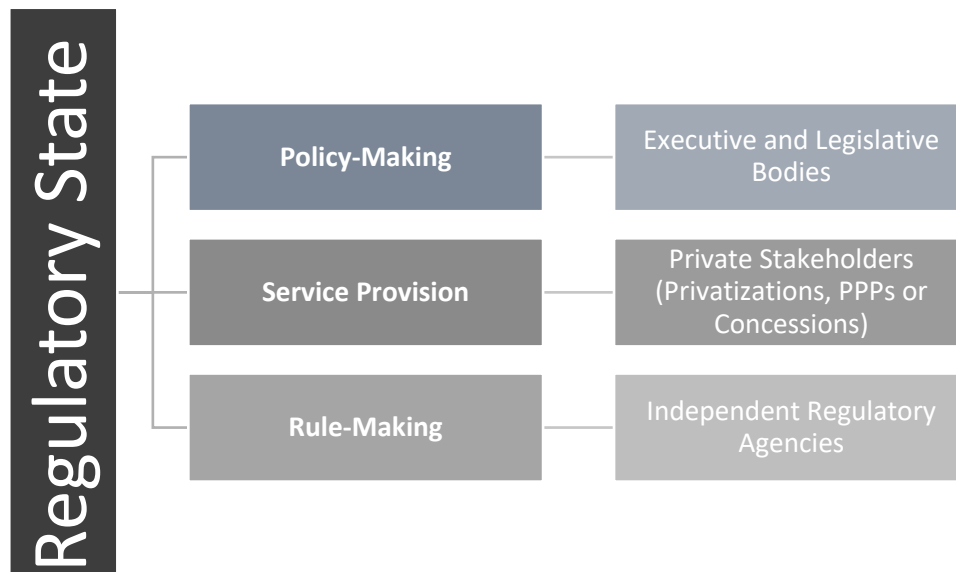 Regulatory State
Policy-Making
Executive and Legislative
Bodies
Service Provision
Private Stakeholders
(Privatizations, PPPs or
Concessions)
Rule-Making
Independent Regulatory
Agencies